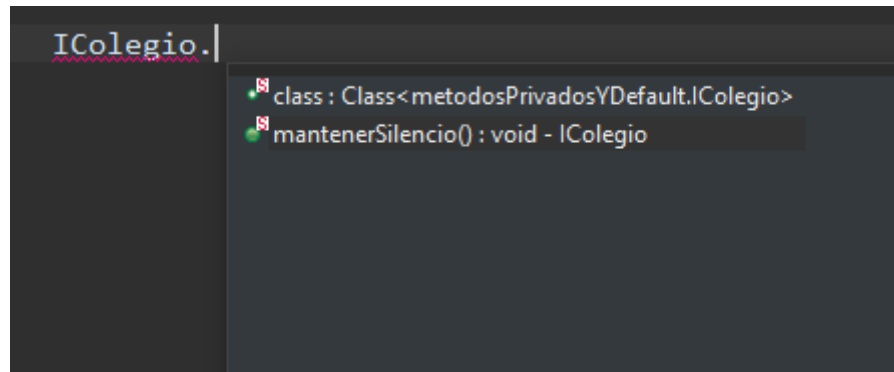 IColegio.
class : Class<metodosPrivadosYDefault.IColegio>
mantenerSilencio() : void - IColegio